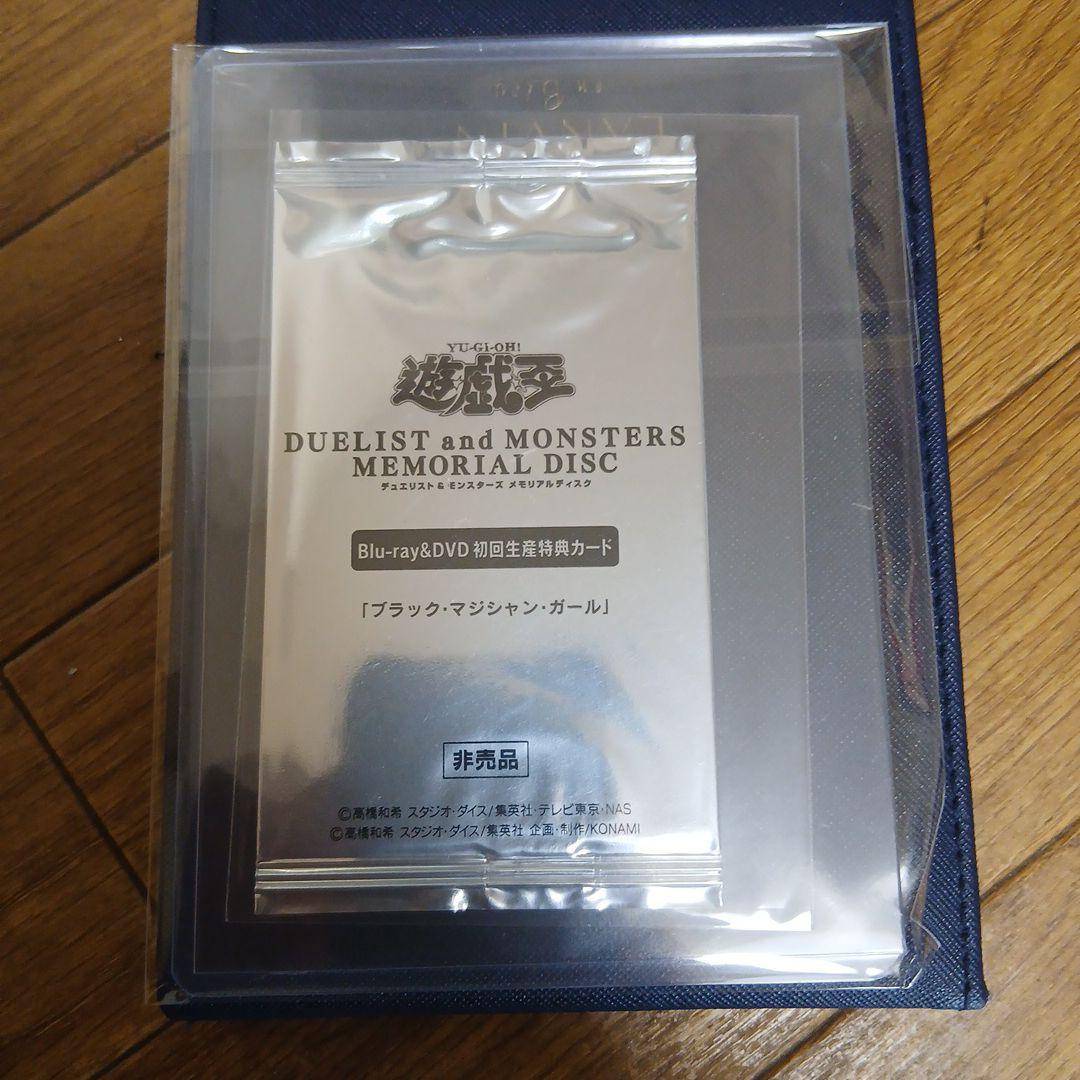 YU-GI-OH!
遊戯王
DUELIST and MONSTERS
MEMORIAL DISC
デュエリスト & モンスターズ メモリアルディスク
Blu-ray&DVD 初回生産特典カード
「ブラック・マジシャン・ガール」
非売品
©高橋和希 スタジオ・ダイス/集英社・テレビ東京・NAS
©高橋和希 スタジオ・ダイス/集英社 企画・制作/KONAMI